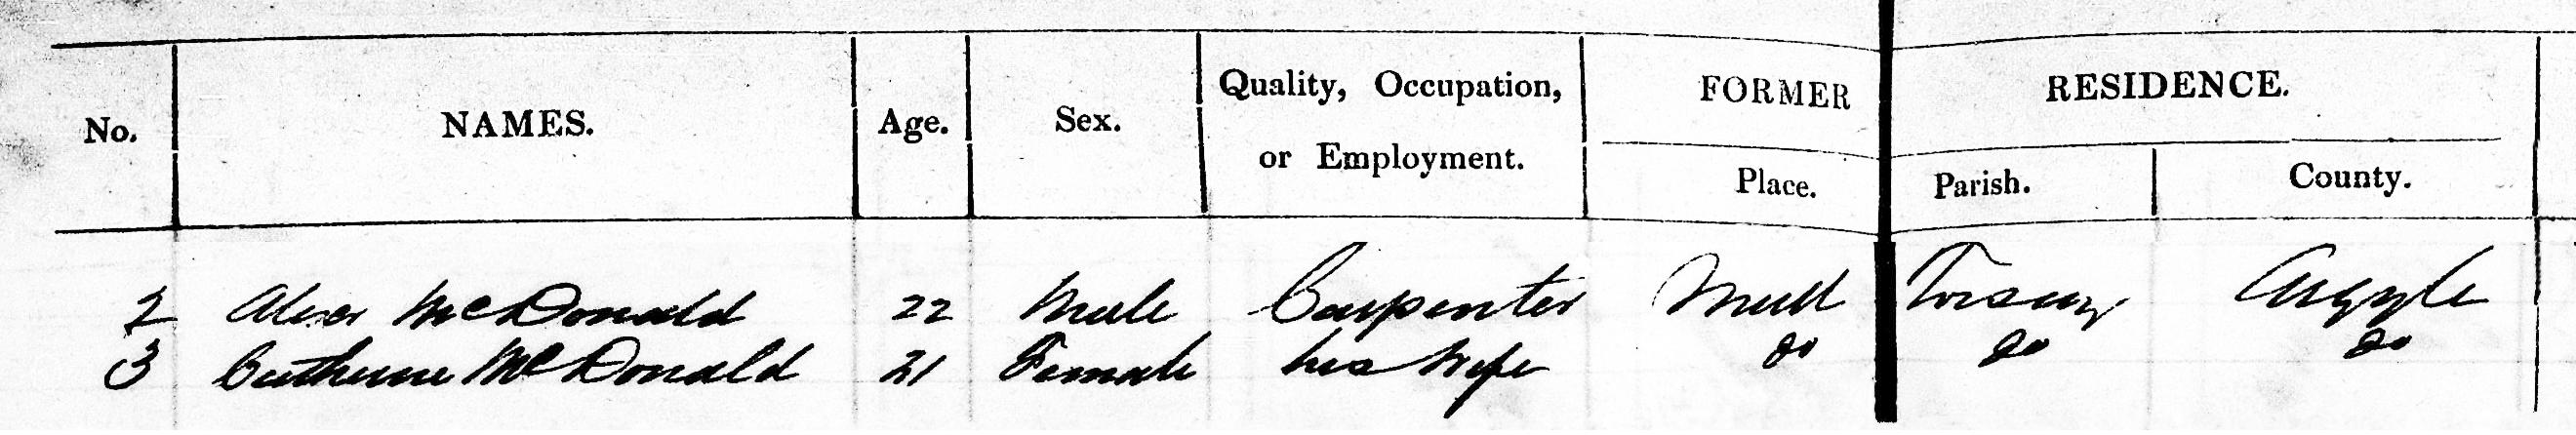 No. NAMES. Age. Sex. Quality, Occupation, or Employment. FORMER RESIDENCE.
Place. Parish. County.
2 Alexr McDonald 22 Male Carpenter Mull Torsay Argyle
3 Catherine McDonald 21 Female his Wife do do do